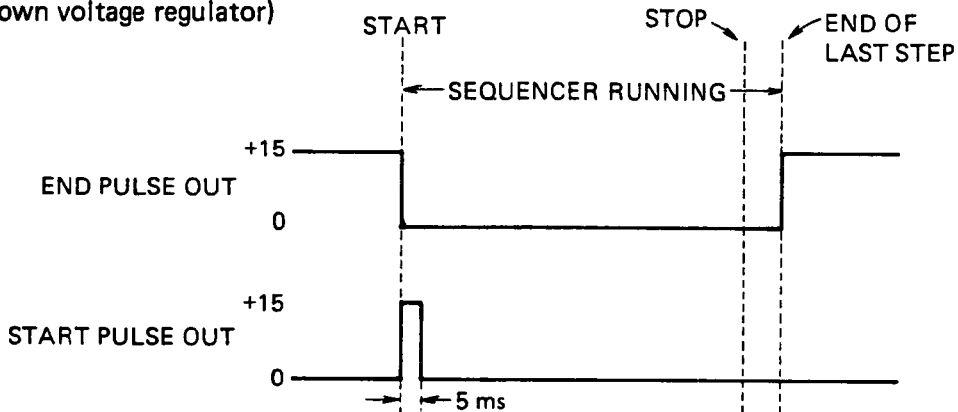 own voltage regulator)
START
STOP
END OF
LAST STEP
SEQUENCER RUNNING
+15
END PULSE OUT
0
+15
START PULSE OUT
0
5 ms